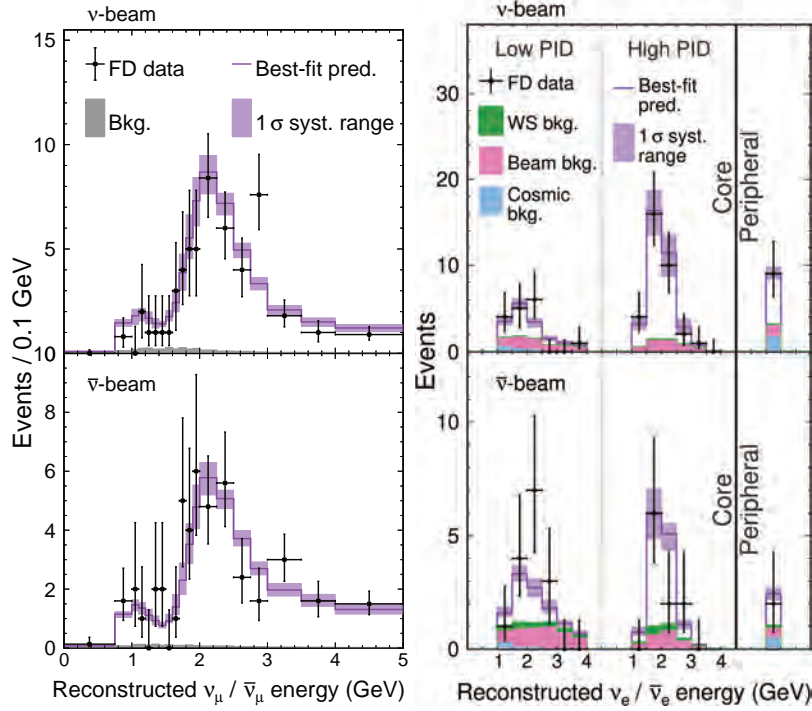 ν-beam
15
10
5
0
Events / 0.1 GeV
FD data
Best-fit pred.
Bkg.
1 σ syst. range
ν̄-beam
10
8
6
4
2
0
0 1 2 3 4 5
Reconstructed ν_μ / ν̄_μ energy (GeV)
ν-beam
30
20
10
0
Events
Low PID
High PID
FD data
WS bkg.
Beam bkg.
Cosmic
bkg.
Best-fit
pred.
1 σ syst.
range
Core
Peripheral
ν̄-beam
10
5
0
Core
Peripheral
1 2 3 4 1 2 3 4
Reconstructed ν_e / ν̄_e energy (GeV)